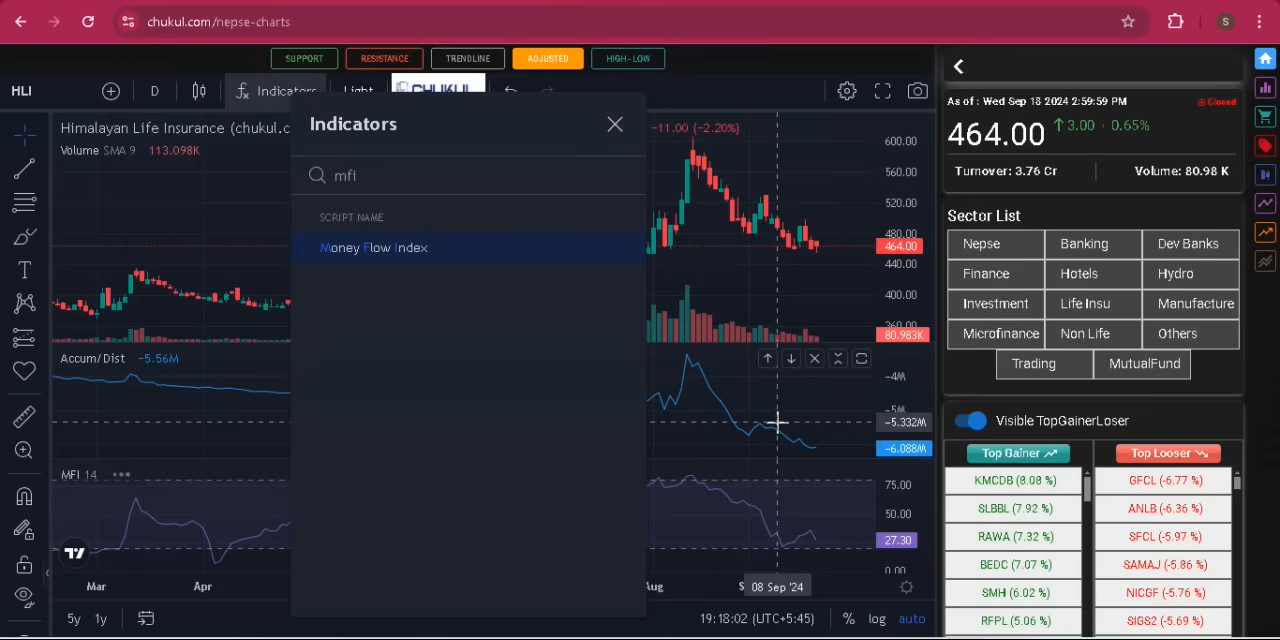 chukul.com/nepse-charts
S
SUPPORT
RESISTANCE
TRENDLINE
ADJUSTED
HIGH-LOW
HLI
D
Indicators
Light
CHUKUL
Himalayan Life Insurance (chukul.c
-11.00 (-2.20%)
Volume SMA 9 113.098K
Indicators
mfi
SCRIPT NAME
Money Flow Index
600.00
560.00
520.00
480.00
464.00
440.00
400.00
360.00
80.983K
Accum/Dist -5.56M
-4M
-5M
-5.332M
-6.088M
MFI 14
75.00
50.00
27.30
0.00
Mar
Apr
Aug
08 Sep '24
5y 1y
19:18:02 (UTC+5:45)
% log auto
As of : Wed Sep 18 2024 2:59:59 PM
Closed
464.00
3.00 · 0.65%
Turnover: 3.76 Cr
Volume: 80.98 K
Sector List
Nepse Banking Dev Banks
Finance Hotels Hydro
Investment Life Insu Manufacture
Microfinance Non Life Others
Trading MutualFund
Visible TopGainerLoser
Top Gainer Top Looser
KMCDB (8.08 %) GFCL (-6.77 %)
SLBBL (7.92 %) ANLB (-6.36 %)
RAWA (7.32 %) SFCL (-5.97 %)
BEDC (7.07 %) SAMAJ (-5.86 %)
SMH (6.02 %) NICGF (-5.76 %)
RFPL (5.06 %) SIGS2 (-5.69 %)